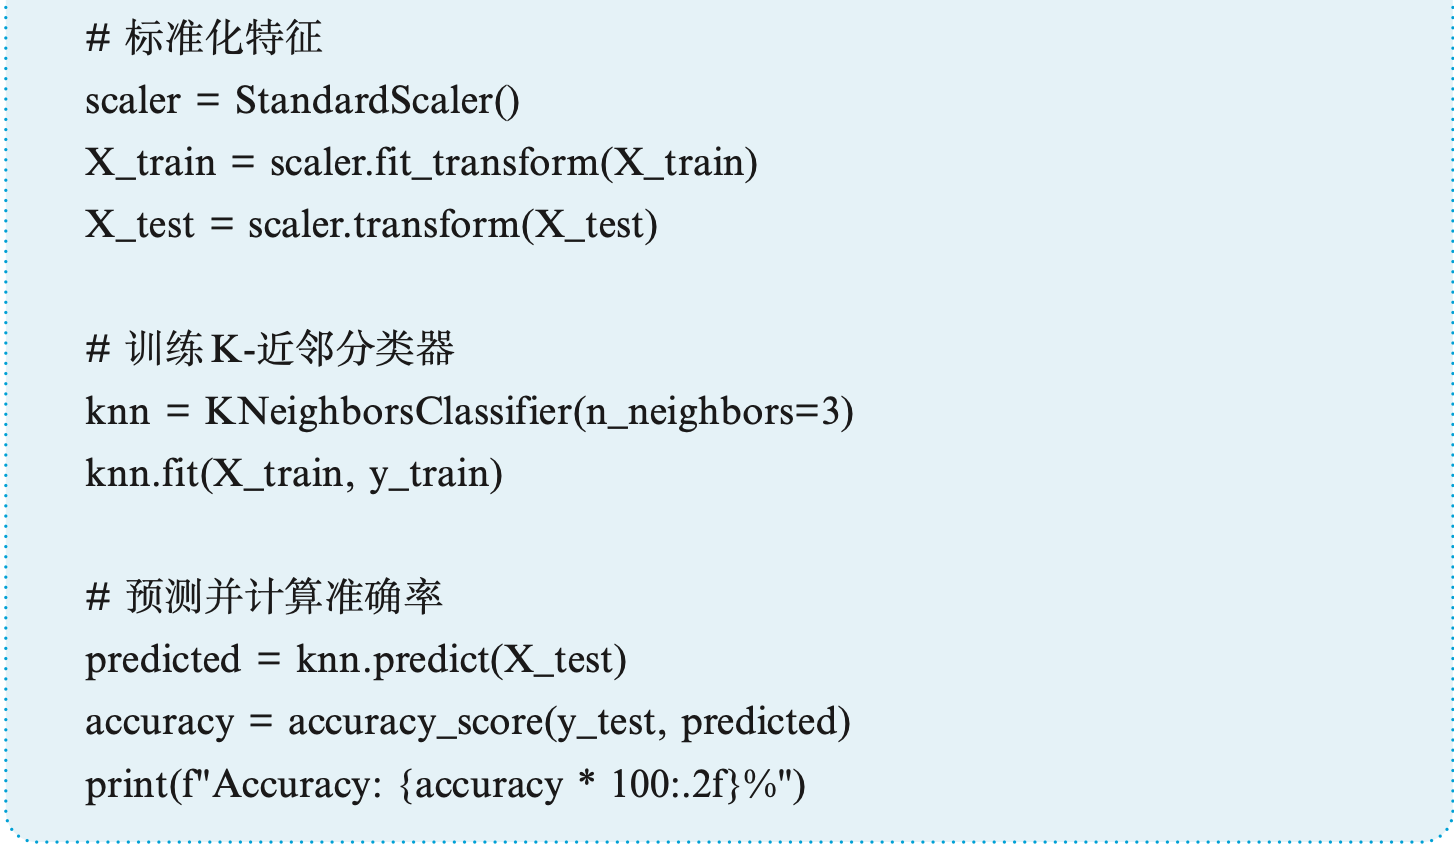 # 标准化特征
scaler = StandardScaler()
X_train = scaler.fit_transform(X_train)
X_test = scaler.transform(X_test)
# 训练K-近邻分类器
knn = KNeighborsClassifier(n_neighbors=3)
knn.fit(X_train, y_train)
# 预测并计算准确率
predicted = knn.predict(X_test)
accuracy = accuracy_score(y_test, predicted)
print(f"Accuracy: {accuracy * 100:.2f}%")